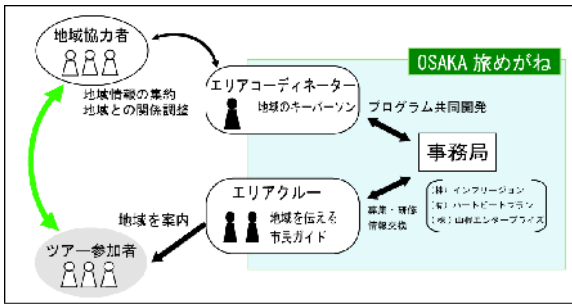 地域協力者
OSAKA 旅めがね
エリアコーディネーター
地域のキーパーソン
地域情報の集約
地域との関係調整
プログラム共同開発
事務局
(株) インプリージョン
(有) ハートビートプラン
(株) 山根エンタープライズ
エリアクルー
地域を伝える
市民ガイド
募集・研修
情報交換
地域を案内
ツアー参加者